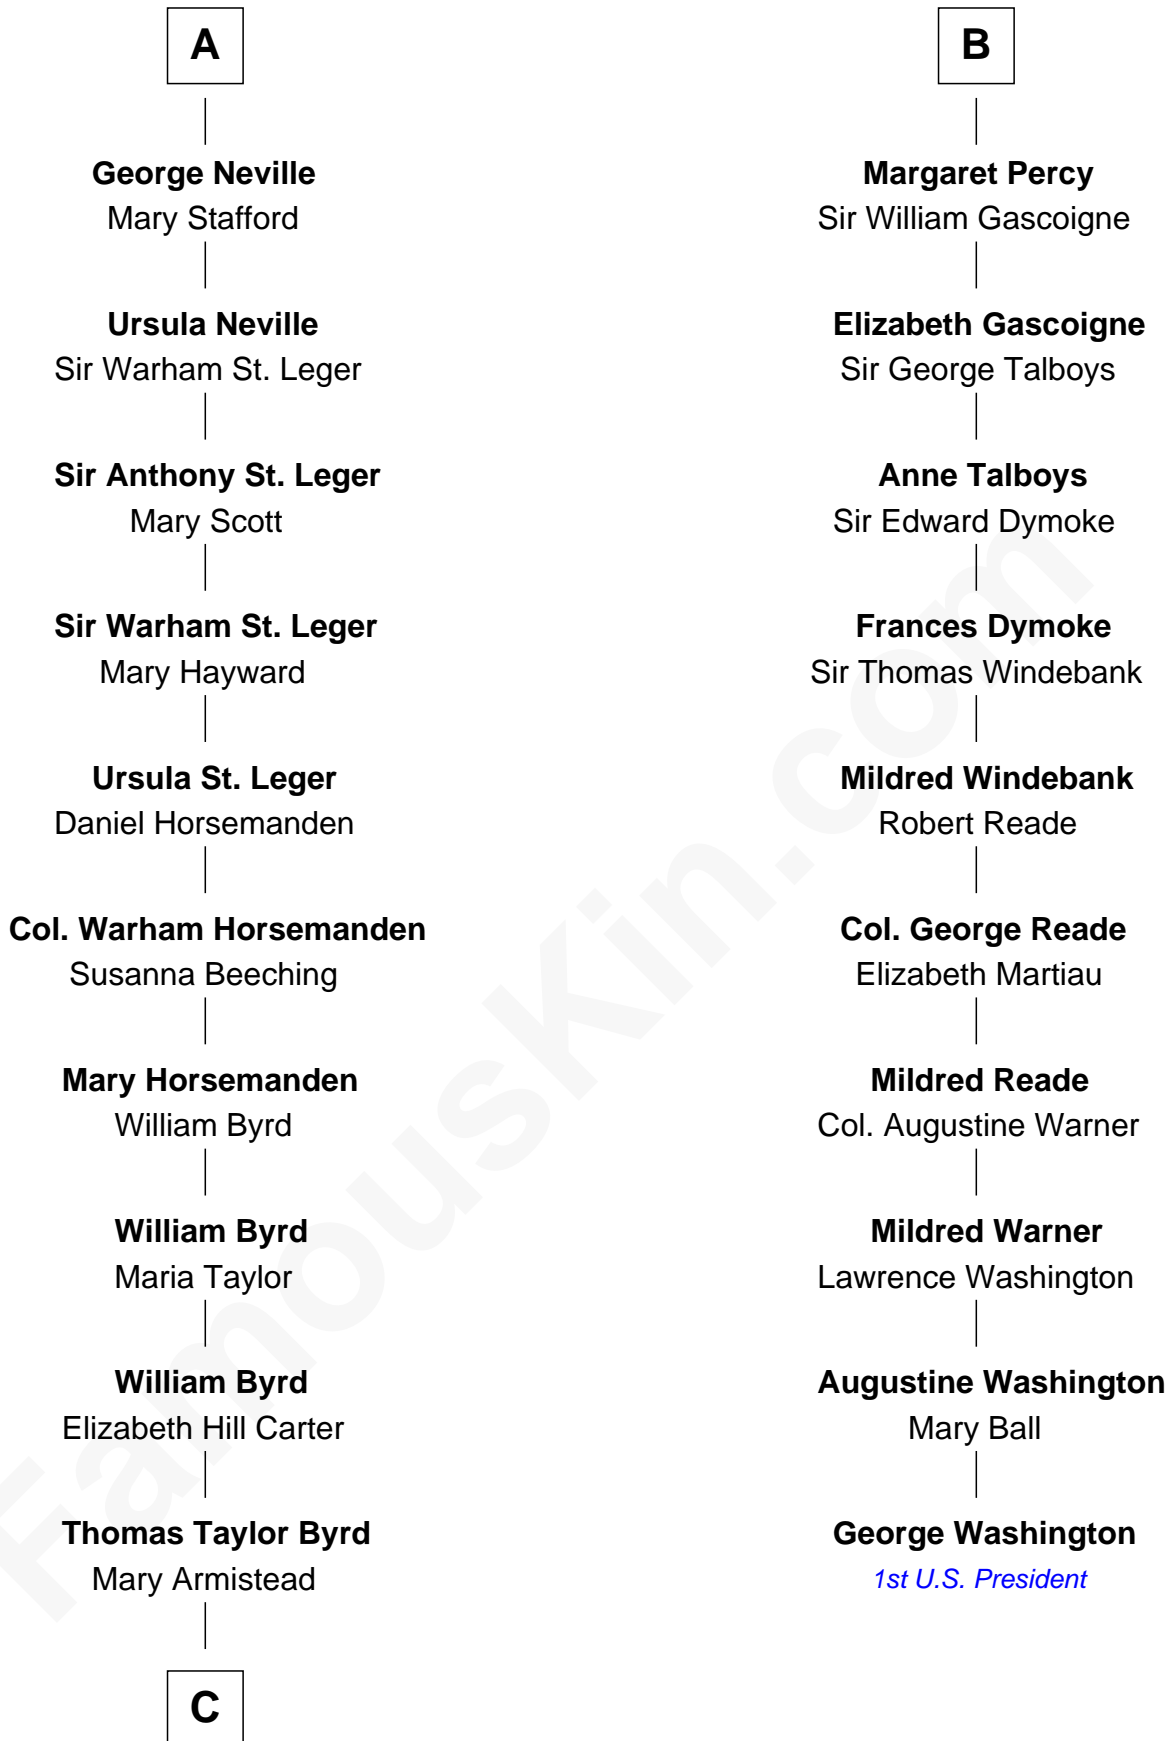 A
George Neville
Mary Stafford
Ursula Neville
Sir Warham St. Leger
Sir Anthony St. Leger
Mary Scott
Sir Warham St. Leger
Mary Hayward
Ursula St. Leger
Daniel Horsemanden
Col. Warham Horsemanden
Susanna Beeching
Mary Horsemanden
William Byrd
William Byrd
Maria Taylor
William Byrd
Elizabeth Hill Carter
Thomas Taylor Byrd
Mary Armistead
C
B
Margaret Percy
Sir William Gascoigne
Elizabeth Gascoigne
Sir George Talboys
Anne Talboys
Sir Edward Dymoke
Frances Dymoke
Sir Thomas Windebank
Mildred Windebank
Robert Reade
Col. George Reade
Elizabeth Martiau
Mildred Reade
Col. Augustine Warner
Mildred Warner
Lawrence Washington
Augustine Washington
Mary Ball
George Washington
1st U.S. President
FamousKin.com